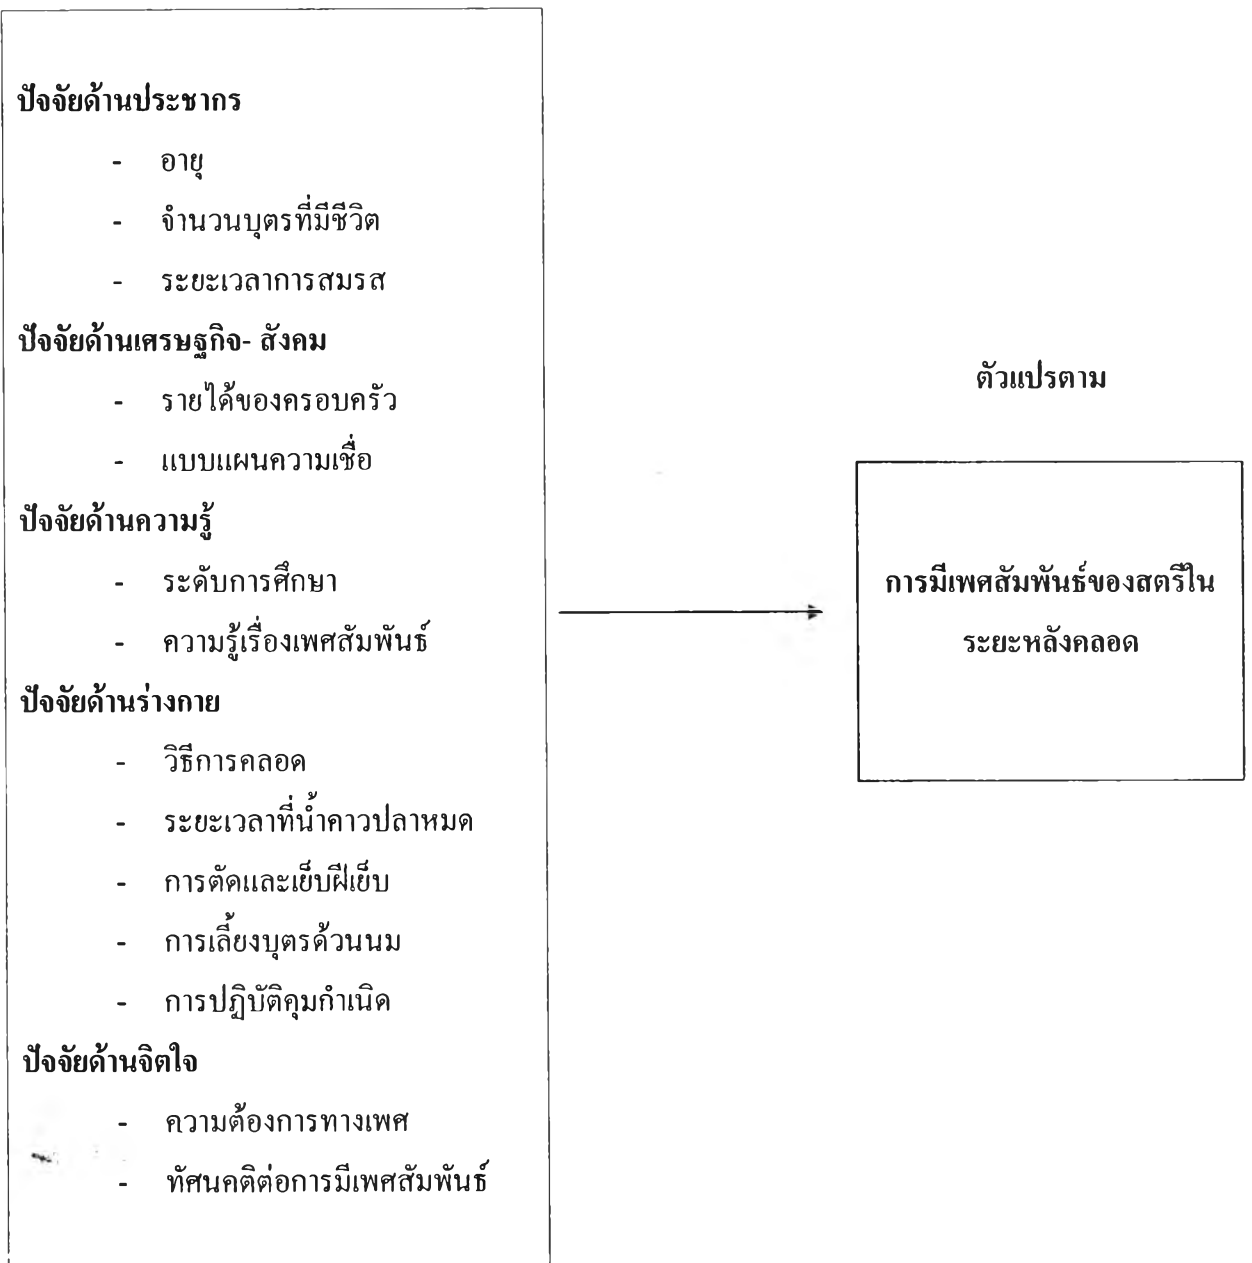 ปัจจัยด้านประชากร
- อายุ
- จำนวนบุตรที่มีชีวิต
- ระยะเวลาการสมรส
ปัจจัยด้านเศรษฐกิจ- สังคม
- รายได้ของครอบครัว
- แบบแผนความเชื่อ
ปัจจัยด้านความรู้
- ระดับการศึกษา
- ความรู้เรื่องเพศสัมพันธ์
ปัจจัยด้านร่างกาย
- วิธีการคลอด
- ระยะเวลาที่น้ำคาวปลาหมด
- การตัดและเย็บฝีเย็บ
- การเลี้ยงบุตรด้วนนม
- การปฏิบัติคุมกำเนิด
ปัจจัยด้านจิตใจ
- ความต้องการทางเพศ
- ทัศนคติต่อการมีเพศสัมพันธ์
ตัวแปรตาม
การมีเพศสัมพันธ์ของสตรีใน
ระยะหลังคลอด